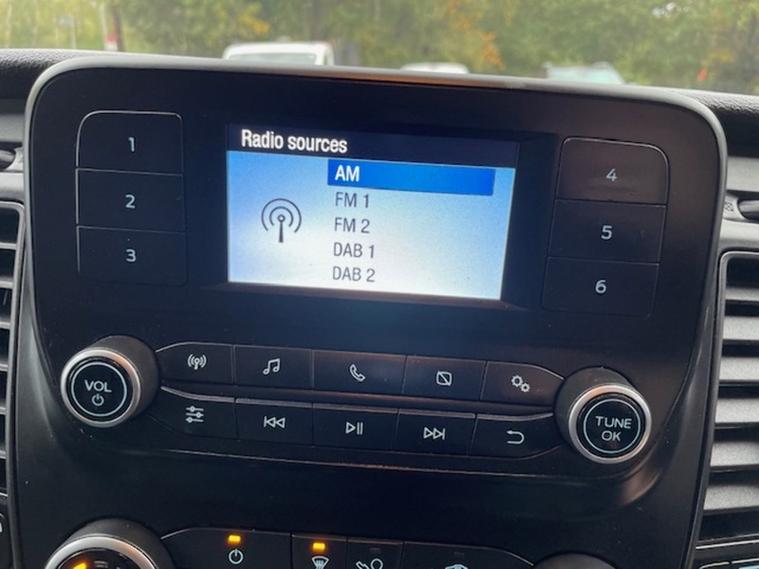 Radio sources
AM
FM 1
FM 2
DAB 1
DAB 2
1
2
3
4
5
6
VOL
TUNE
OK